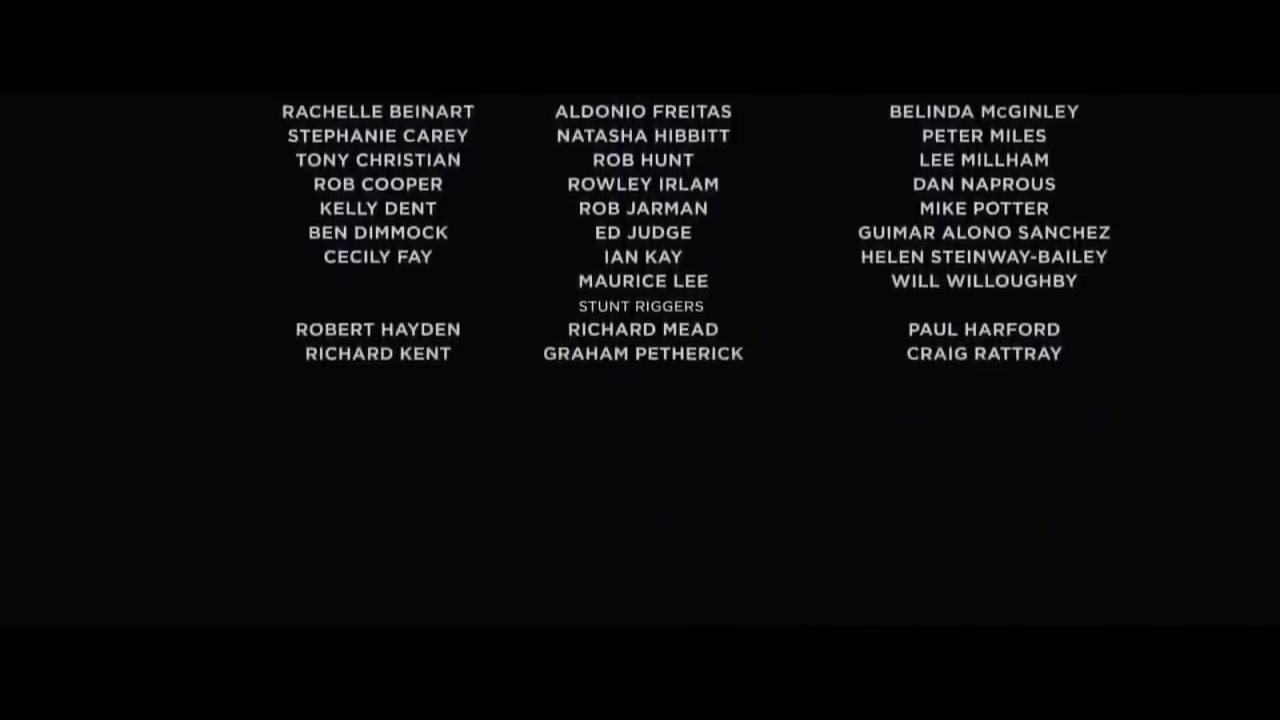 RACHELLE BEINART ALDONIO FREITAS BELINDA McGINLEY
STEPHANIE CAREY NATASHA HIBBITT PETER MILES
TONY CHRISTIAN ROB HUNT LEE MILLHAM
ROB COOPER ROWLEY IRLAM DAN NAPROUS
KELLY DENT ROB JARMAN MIKE POTTER
BEN DIMMOCK ED JUDGE GUIMAR ALONO SANCHEZ
CECILY FAY IAN KAY HELEN STEINWAY-BAILEY
MAURICE LEE WILL WILLOUGHBY
STUNT RIGGERS
ROBERT HAYDEN RICHARD MEAD PAUL HARFORD
RICHARD KENT GRAHAM PETHERICK CRAIG RATTRAY